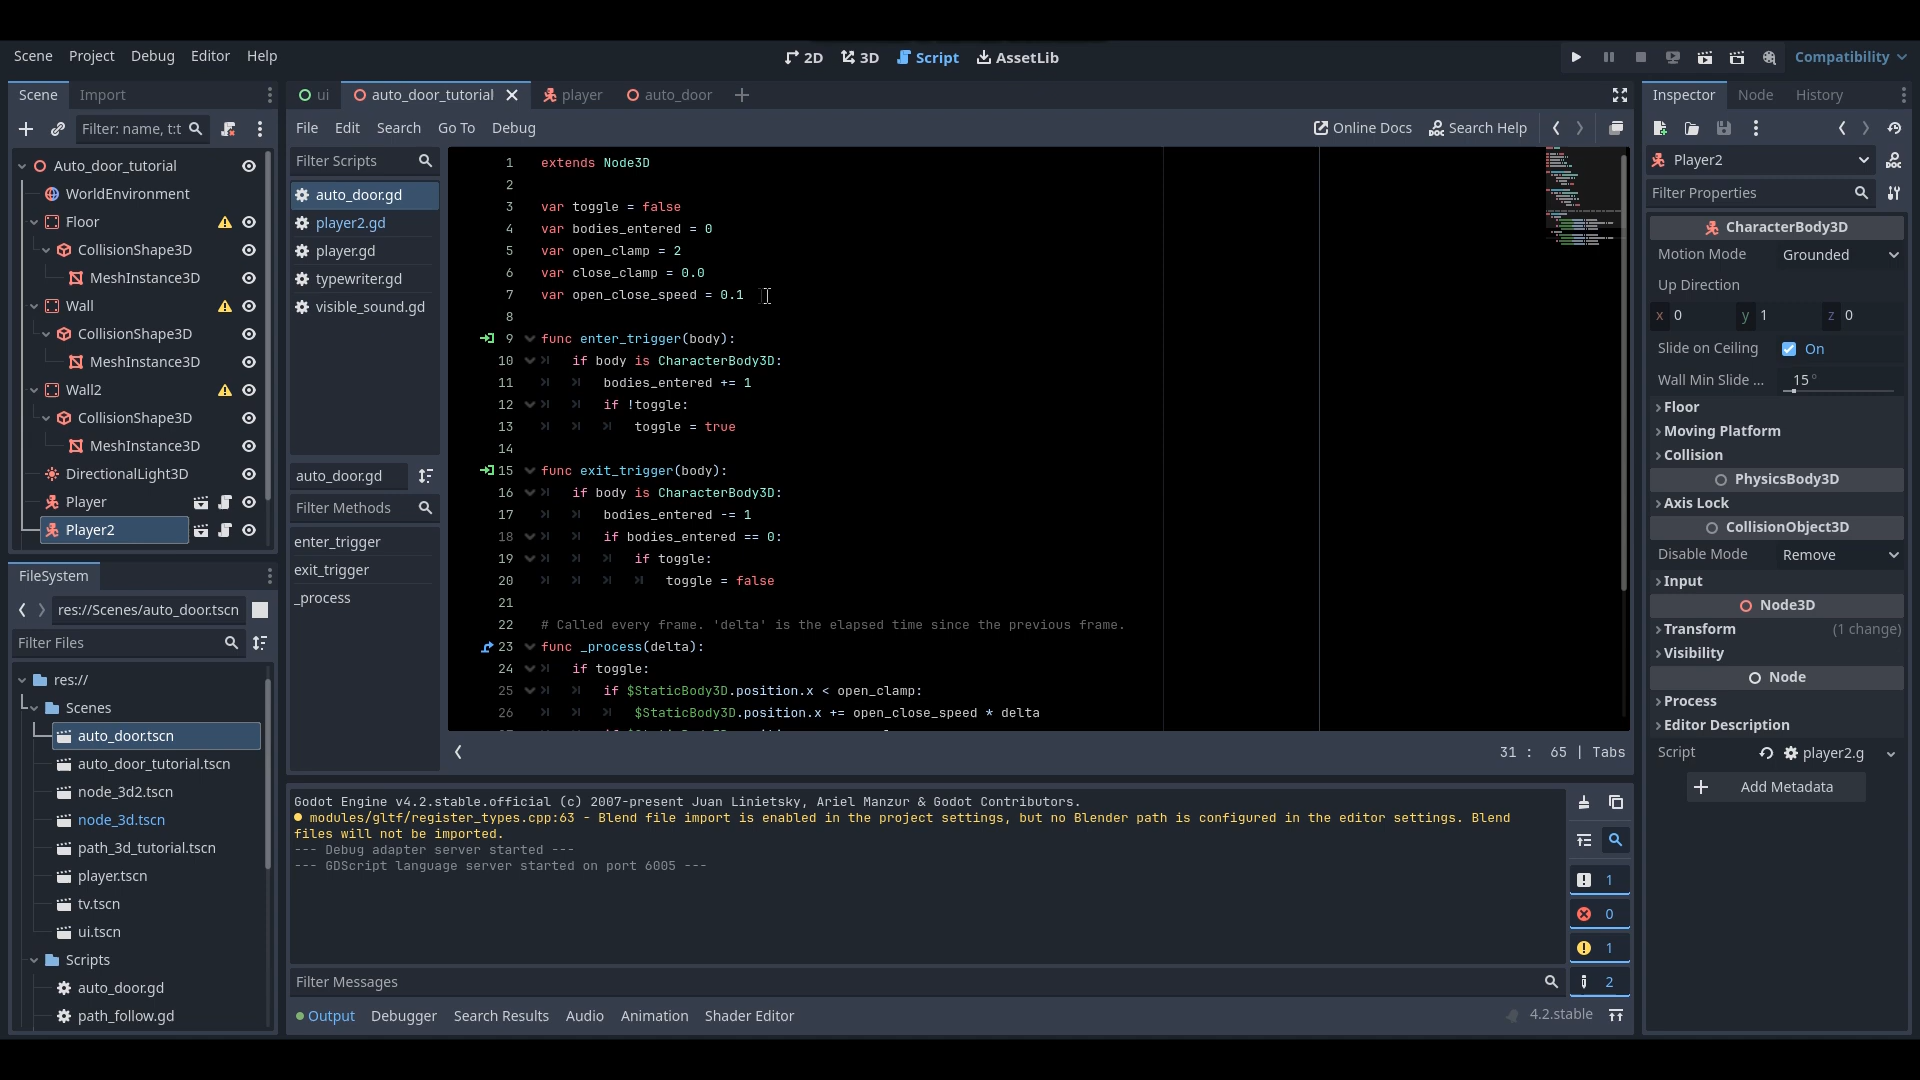 Scene Project Debug Editor Help
2D 3D Script AssetLib
Compatibility
Scene Import
Filter: name, t:t
Auto_door_tutorial
WorldEnvironment
Floor
CollisionShape3D
MeshInstance3D
Wall
CollisionShape3D
MeshInstance3D
Wall2
CollisionShape3D
MeshInstance3D
DirectionalLight3D
Player
Player2
FileSystem
res://Scenes/auto_door.tscn
Filter Files
res://
Scenes
auto_door.tscn
auto_door_tutorial.tscn
node_3d2.tscn
node_3d.tscn
path_3d_tutorial.tscn
player.tscn
tv.tscn
ui.tscn
Scripts
auto_door.gd
path_follow.gd
ui auto_door_tutorial player auto_door
File Edit Search Go To Debug
Online Docs Search Help
Filter Scripts
auto_door.gd
player2.gd
player.gd
typewriter.gd
visible_sound.gd
auto_door.gd
Filter Methods
enter_trigger
exit_trigger
_process
1 extends Node3D
2
3 var toggle = false
4 var bodies_entered = 0
5 var open_clamp = 2
6 var close_clamp = 0.0
7 var open_close_speed = 0.1
8
9 func enter_trigger(body):
10 if body is CharacterBody3D:
11 bodies_entered += 1
12 if !toggle:
13 toggle = true
14
15 func exit_trigger(body):
16 if body is CharacterBody3D:
17 bodies_entered -= 1
18 if bodies_entered == 0:
19 if toggle:
20 toggle = false
21
22 # Called every frame. 'delta' is the elapsed time since the previous frame.
23 func _process(delta):
24 if toggle:
25 if $StaticBody3D.position.x < open_clamp:
26 $StaticBody3D.position.x += open_close_speed * delta
31 : 65 | Tabs
Godot Engine v4.2.stable.official (c) 2007-present Juan Linietsky, Ariel Manzur & Godot Contributors.
modules/gltf/register_types.cpp:63 - Blend file import is enabled in the project settings, but no Blender path is configured in the editor settings. Blend
files will not be imported.
--- Debug adapter server started ---
--- GDScript language server started on port 6005 ---
1
0
1
2
Filter Messages
Output Debugger Search Results Audio Animation Shader Editor
4.2.stable
Inspector Node History
Player2
Filter Properties
CharacterBody3D
Motion Mode Grounded
Up Direction
x 0 y 1 z 0
Slide on Ceiling On
Wall Min Slide ... 15 °
Floor
Moving Platform
Collision
PhysicsBody3D
Axis Lock
CollisionObject3D
Disable Mode Remove
Input
Node3D
Transform (1 change)
Visibility
Node
Process
Editor Description
Script player2.g
Add Metadata